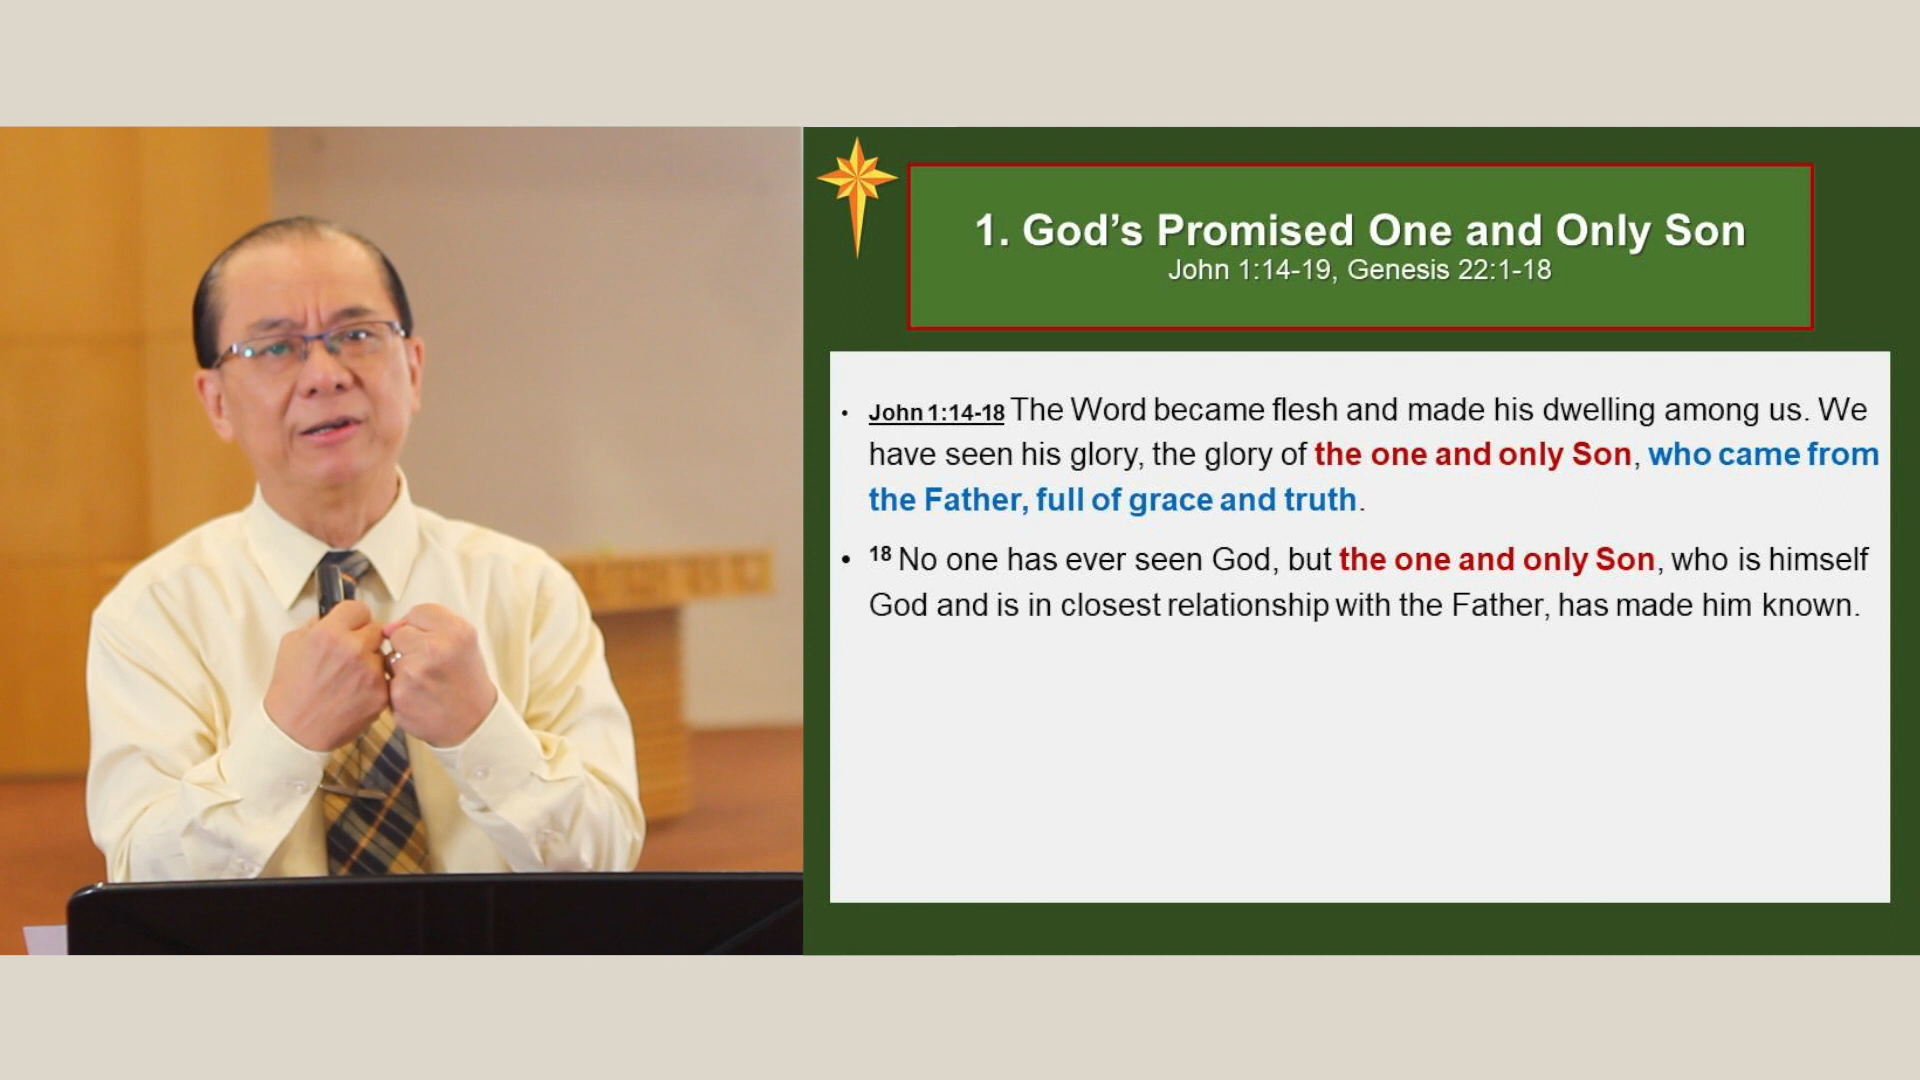 1. God’s Promised One and Only Son
John 1:14-19, Genesis 22:1-18
• John 1:14-18 The Word became flesh and made his dwelling among us. We
have seen his glory, the glory of the one and only Son, who came from
the Father, full of grace and truth.
• 18 No one has ever seen God, but the one and only Son, who is himself
God and is in closest relationship with the Father, has made him known.